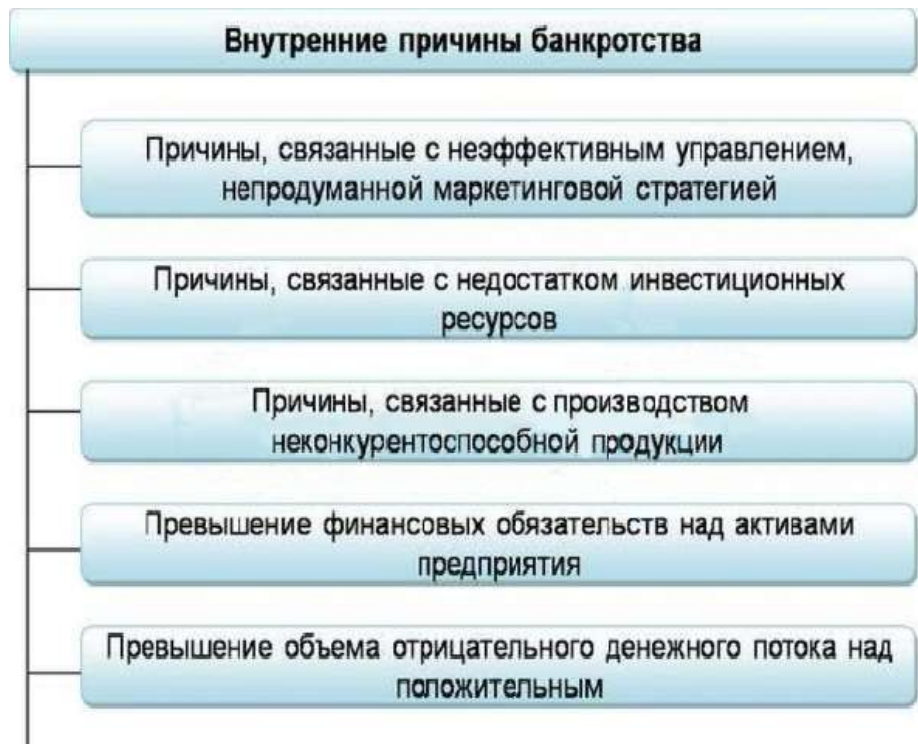 Внутренние причины банкротства
Причины, связанные с неэффективным управлением,
непродуманной маркетинговой стратегией
Причины, связанные с недостатком инвестиционных
ресурсов
Причины, связанные с производством
неконкурентоспособной продукции
Превышение финансовых обязательств над активами
предприятия
Превышение объема отрицательного денежного потока над
положительным